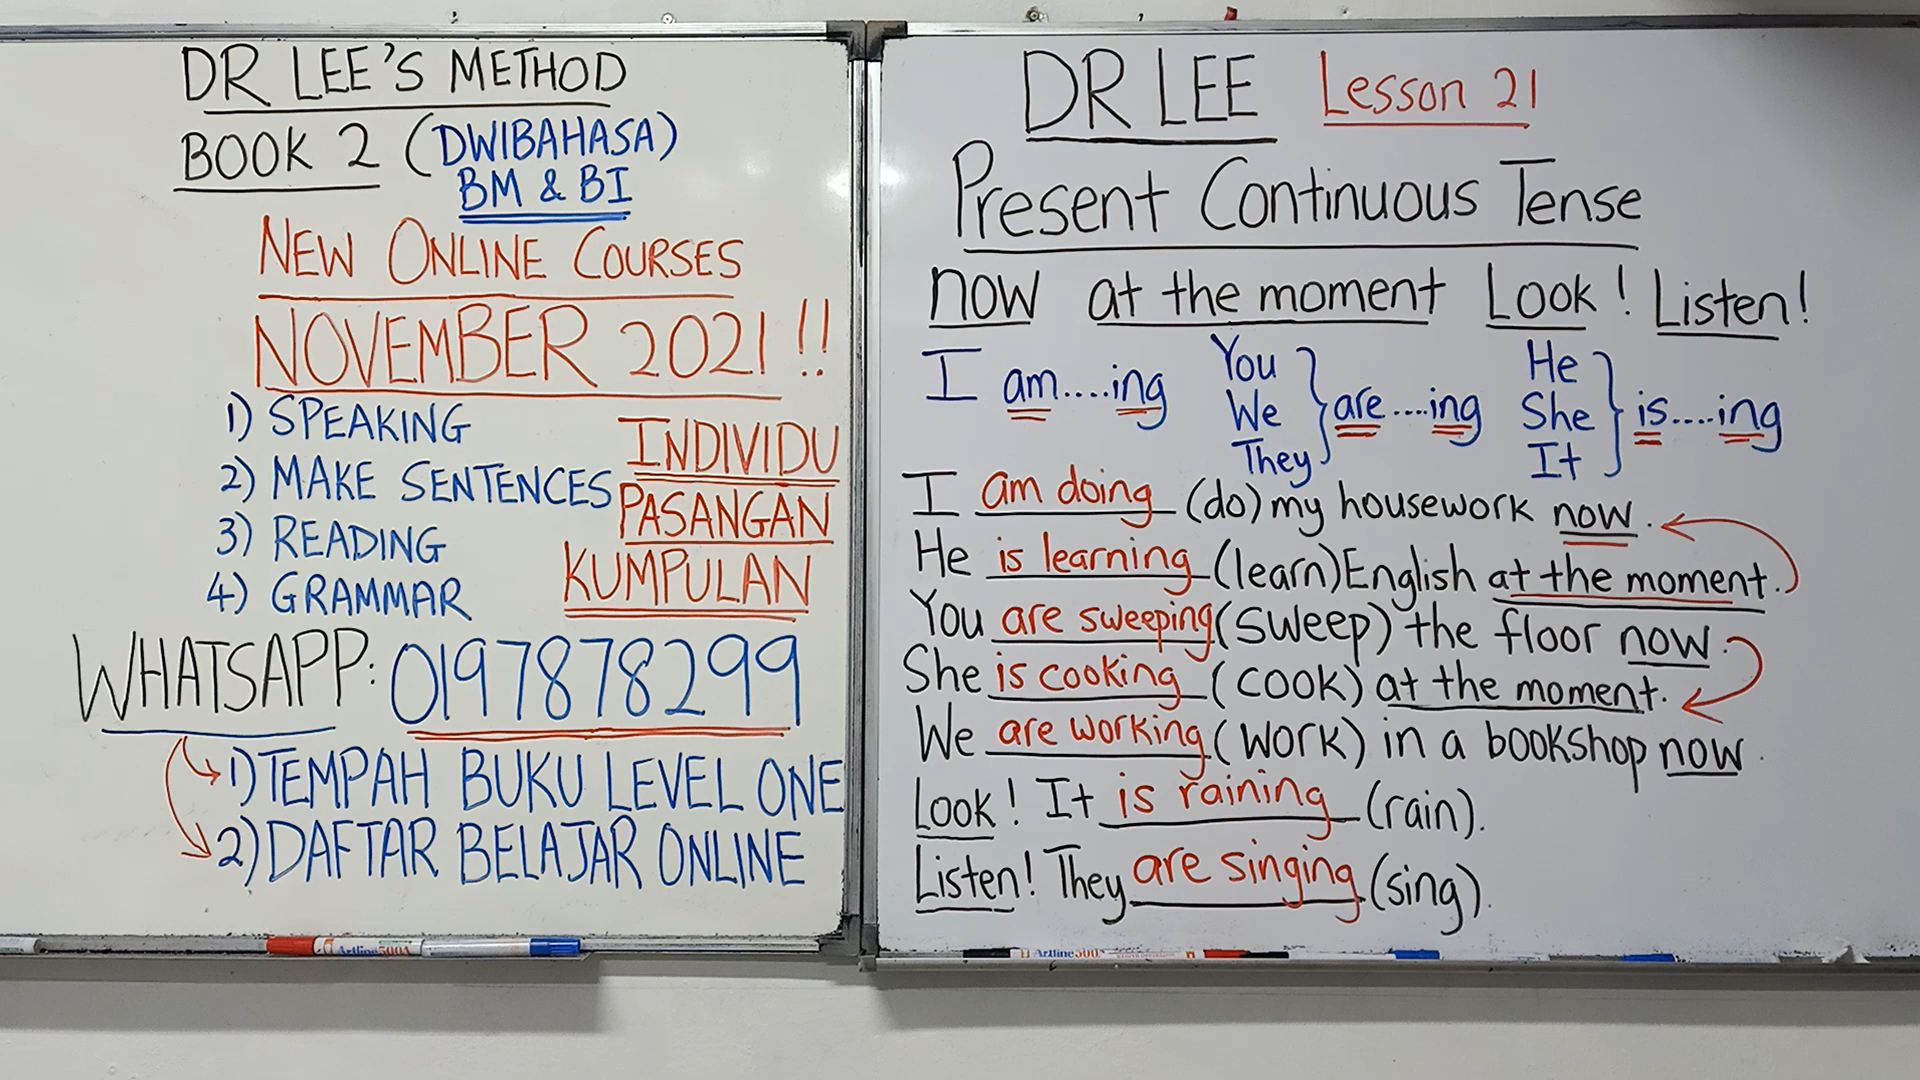 DR LEE'S METHOD
BOOK 2 (DWIBAHASA)
BM & BI
NEW ONLINE COURSES
NOVEMBER 2021!!
1) SPEAKING
2) MAKE SENTENCES
3) READING
4) GRAMMAR
INDIVIDU
PASANGAN
KUMPULAN
WHATSAPP: 0197878299
1) TEMPAH BUKU LEVEL ONE
2) DAFTAR BELAJAR ONLINE
Artline 500A
DR LEE Lesson 21
Present Continuous Tense
now at the moment Look! Listen!
I am....ing
You
We
They
are....ing
He
She
It
is.....ing
I am doing (do) my housework now.
He is learning (learn) English at the moment.
You are sweeping (sweep) the floor now.
She is cooking (cook) at the moment.
We are working (work) in a bookshop now.
Look! It is raining (rain).
Listen! They are singing (sing).
Artline 500A